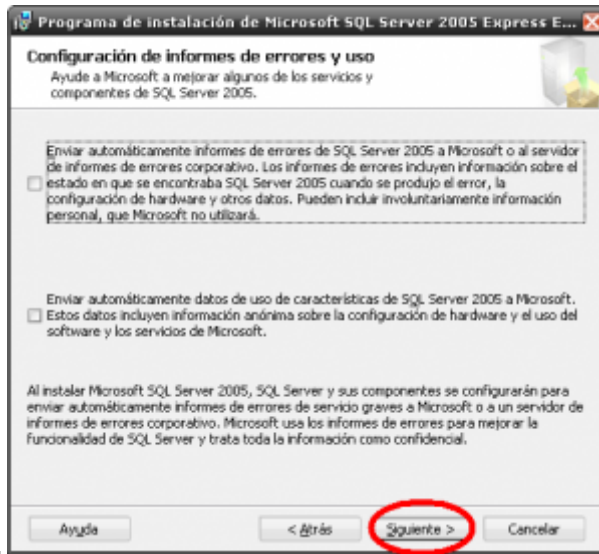 Programa de instalación de Microsoft SQL Server 2005 Express E...
Configuración de informes de errores y uso
Ayude a Microsoft a mejorar algunos de los servicios y
componentes de SQL Server 2005.
Enviar automáticamente informes de errores de SQL Server 2005 a Microsoft o al servidor
de informes de errores corporativo. Los informes de errores incluyen información sobre el
estado en que se encontraba SQL Server 2005 cuando se produjo el error, la
configuración de hardware y otros datos. Pueden incluir involuntariamente información
personal, que Microsoft no utilizará.
Enviar automáticamente datos de uso de características de SQL Server 2005 a Microsoft.
Estos datos incluyen información anónima sobre la configuración de hardware y el uso del
software y los servicios de Microsoft.
Al instalar Microsoft SQL Server 2005, SQL Server y sus componentes se configurarán para
enviar automáticamente informes de errores de servicio graves a Microsoft o a un servidor de
informes de errores corporativo. Microsoft usa los informes de errores para mejorar la
funcionalidad de SQL Server y trata toda la información como confidencial.
Ayuda
< Atrás
Siguiente >
Cancelar